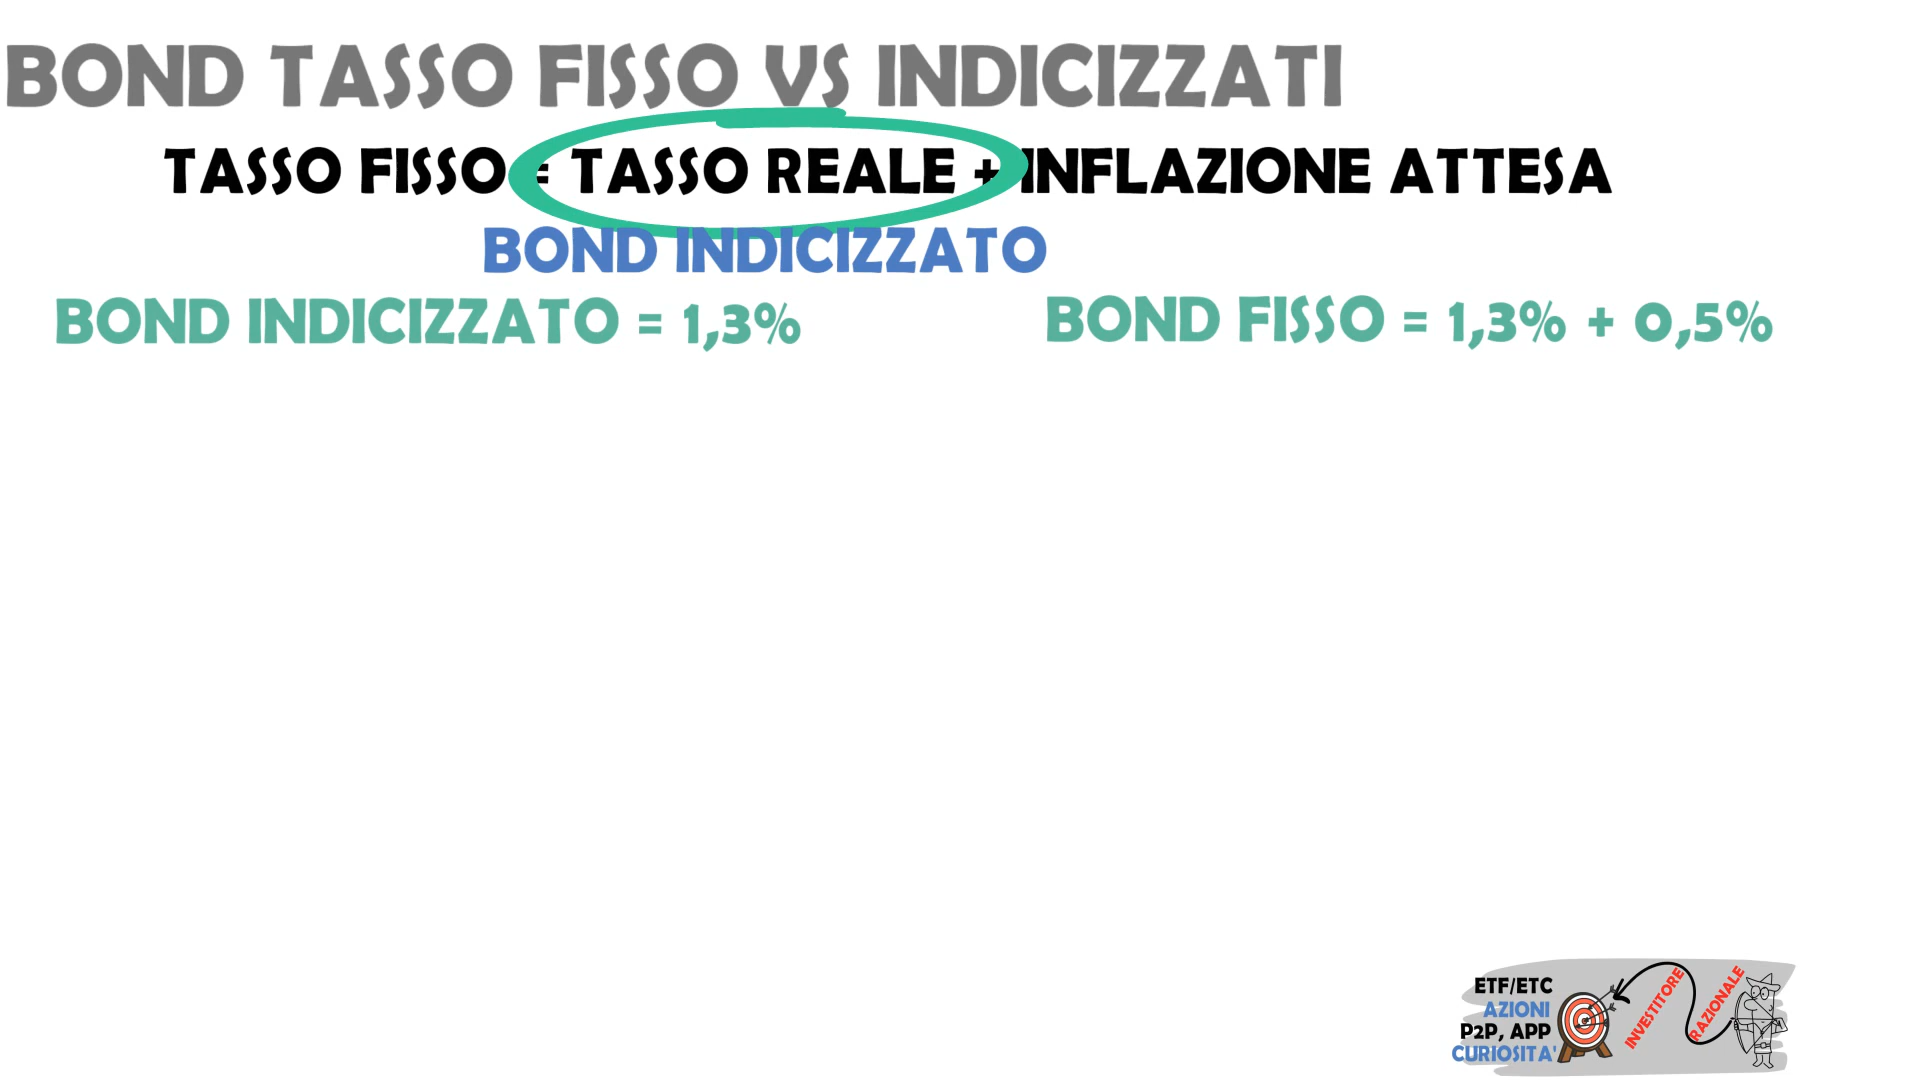 BOND TASSO FISSO VS INDICIZZATI
TASSO FISSO = TASSO REALE + INFLAZIONE ATTESA
BOND INDICIZZATO
BOND INDICIZZATO = 1,3%
BOND FISSO = 1,3% + 0,5%
ETF/ETC
AZIONI
P2P, APP
CURIOSITA'
INVESTITORE
RAZIONALE